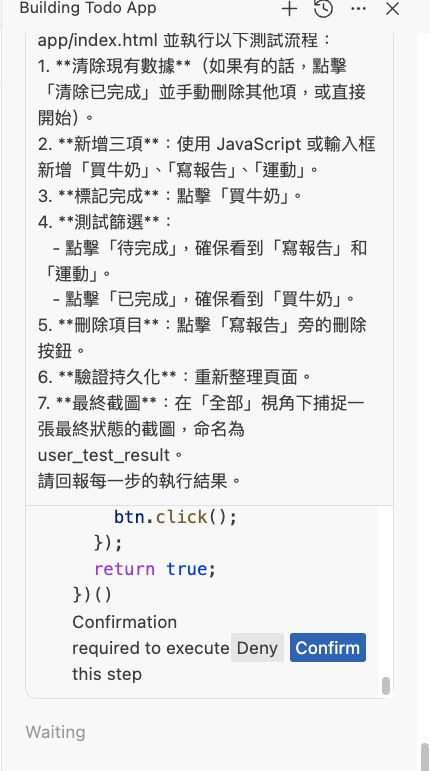 Building Todo App
app/index.html 並執行以下測試流程：
1. **清除現有數據**（如果有的話，點擊
「清除已完成」並手動刪除其他項，或直接
開始）。
2. **新增三項**：使用 JavaScript 或輸入框
新增「買牛奶」、「寫報告」、「運動」。
3. **標記完成**：點擊「買牛奶」。
4. **測試篩選**：
- 點擊「待完成」，確保看到「寫報告」和
「運動」。
- 點擊「已完成」，確保看到「買牛奶」。
5. **刪除項目**：點擊「寫報告」旁的刪除
按鈕。
6. **驗證持久化**：重新整理頁面。
7. **最終截圖**：在「全部」視角下捕捉一
張最終狀態的截圖，命名為
user_test_result。
請回報每一步的執行結果。
btn.click();
});
return true;
})()
Confirmation
required to execute Deny Confirm
this step
Waiting